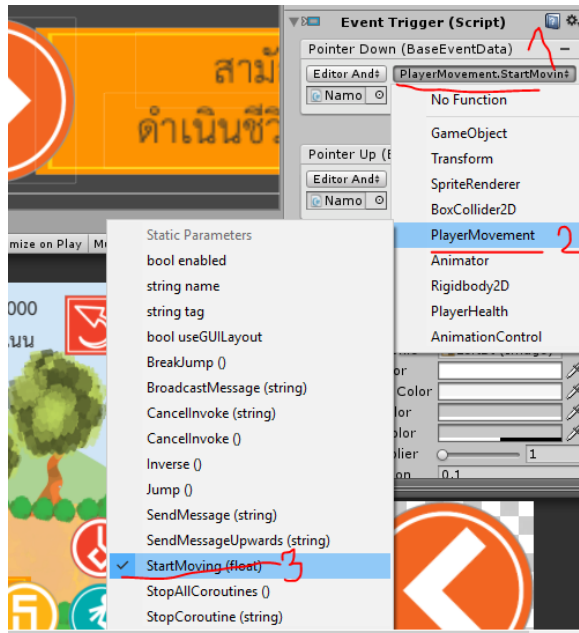 Event Trigger (Script)
Pointer Down (BaseEventData)
1
Editor And
PlayerMovement.StartMovin
Namo
No Function
GameObject
Transform
SpriteRenderer
BoxCollider2D
PlayerMovement
2
Animator
Rigidbody2D
PlayerHealth
AnimationControl
Pointer Up (
Editor And
Namo
สามั
ดำเนินชีวิ
mize on Play
Mu
Static Parameters
bool enabled
string name
string tag
bool useGUILayout
BreakJump ()
BroadcastMessage (string)
CancelInvoke (string)
CancelInvoke ()
Inverse ()
Jump ()
SendMessage (string)
SendMessageUpwards (string)
StartMoving (float)
3
StopAllCoroutines ()
StopCoroutine (string)
000
นน
or
Color
lor
olor
plier
1
on
0.1